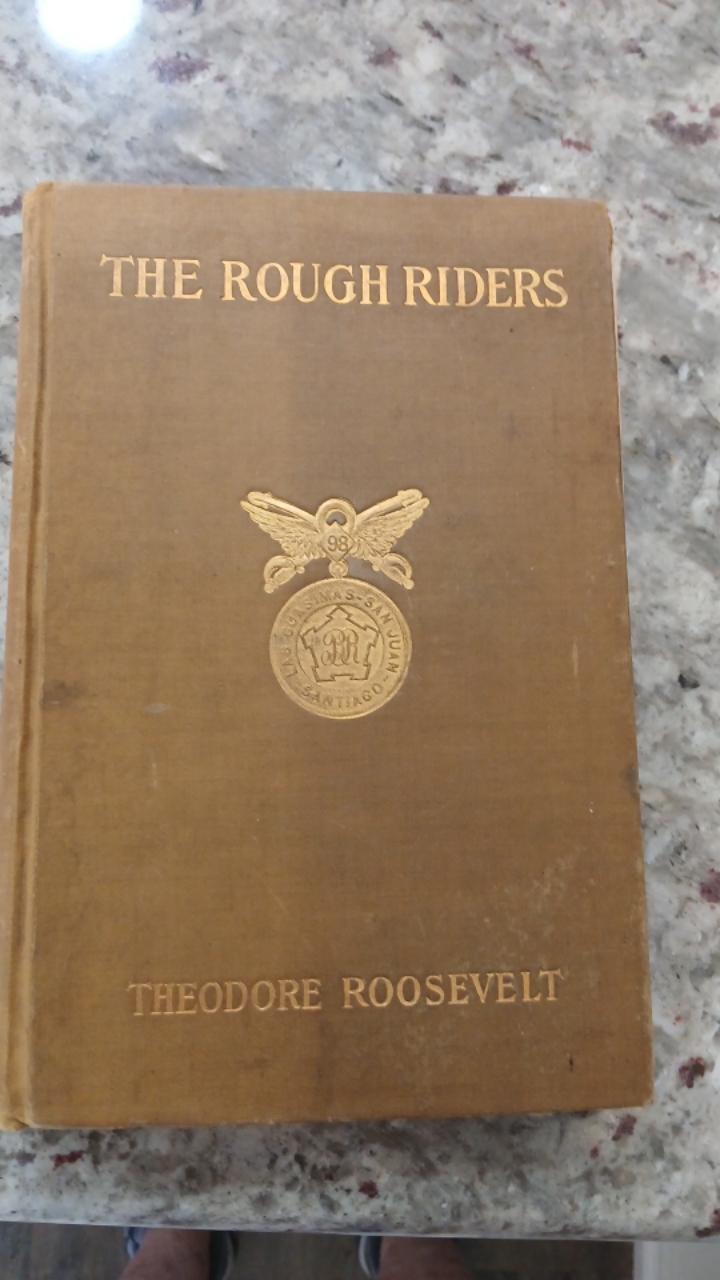 THE ROUGH RIDERS
98
LAS GUASIMAS - SAN JUAN - SANTIAGO
RR
THEODORE ROOSEVELT